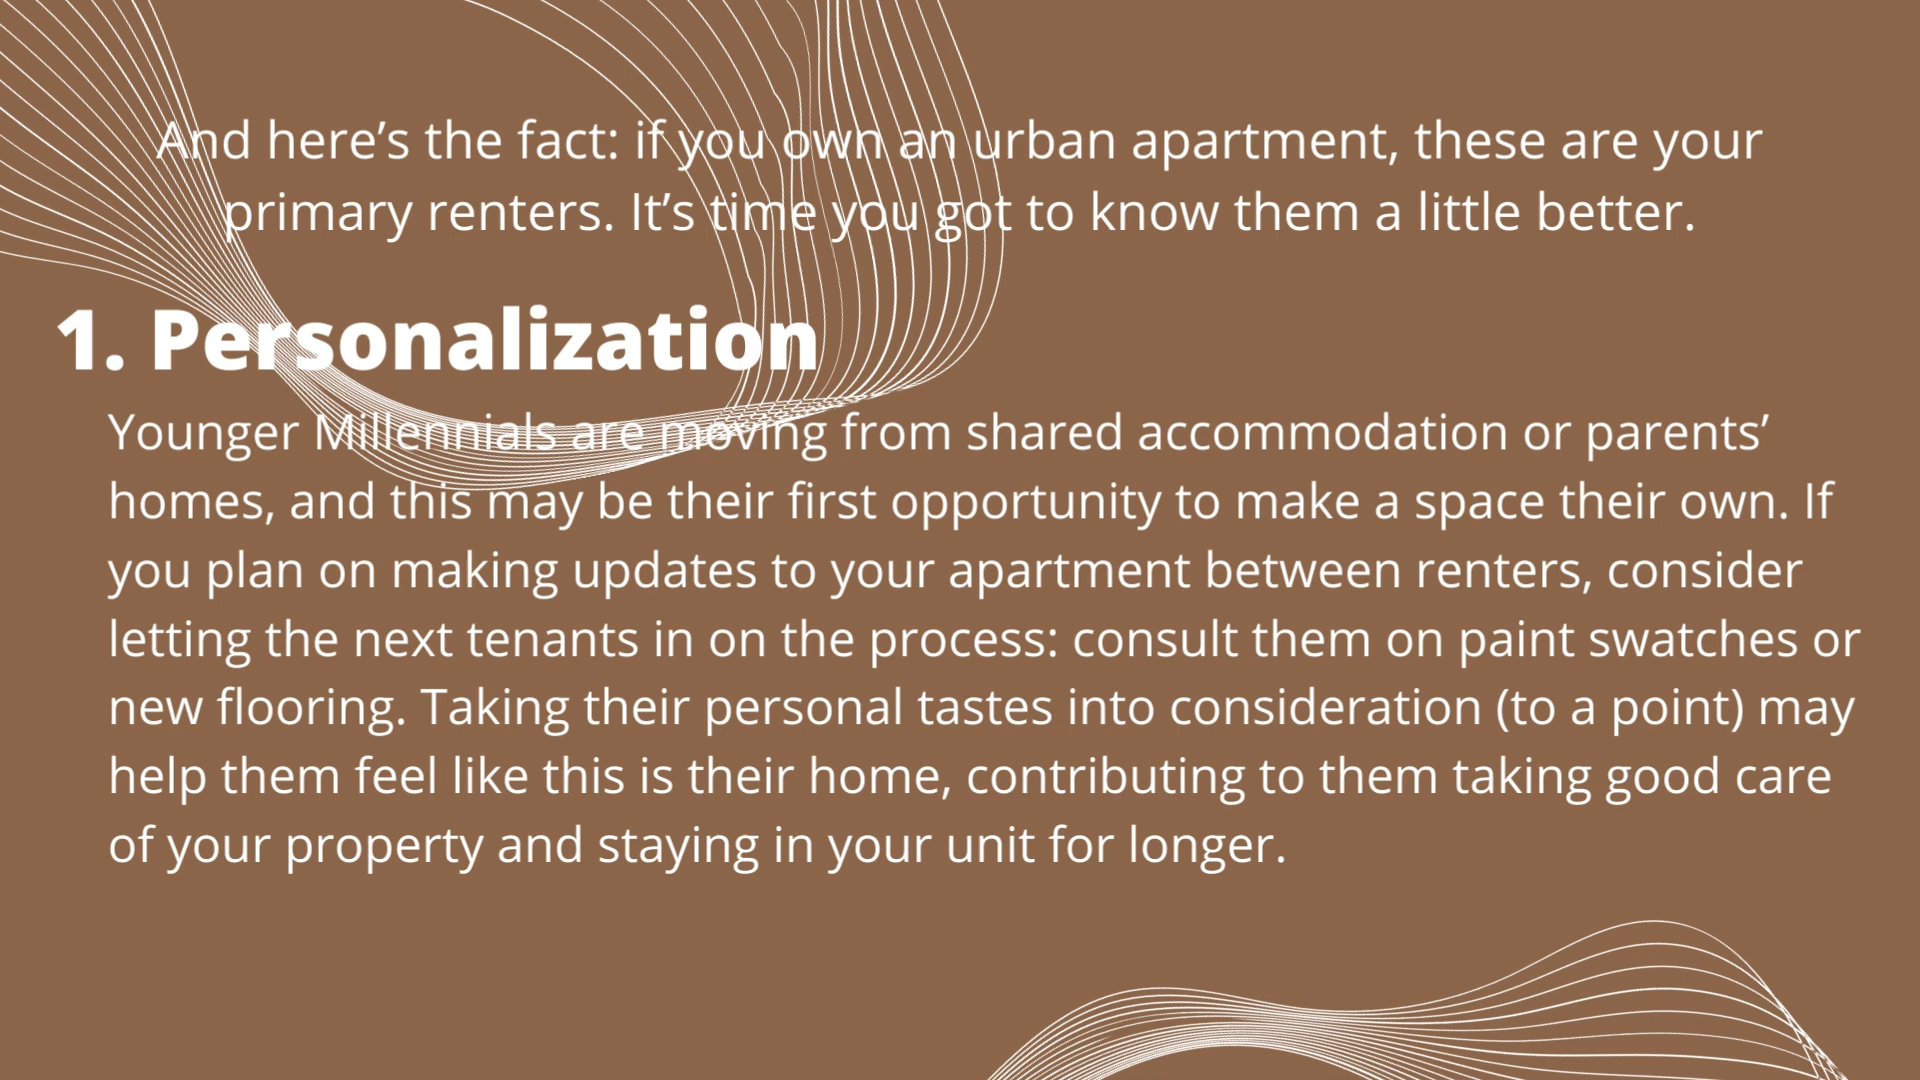 And here’s the fact: if you own an urban apartment, these are your
primary renters. It’s time you got to know them a little better.
1. Personalization
Younger Millennials are moving from shared accommodation or parents’
homes, and this may be their first opportunity to make a space their own. If
you plan on making updates to your apartment between renters, consider
letting the next tenants in on the process: consult them on paint swatches or
new flooring. Taking their personal tastes into consideration (to a point) may
help them feel like this is their home, contributing to them taking good care
of your property and staying in your unit for longer.